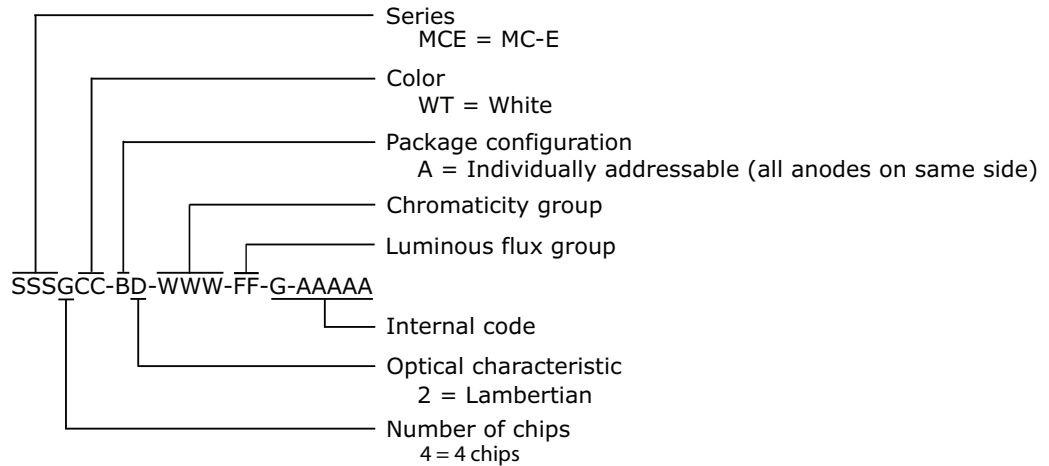 Series
MCE = MC-E
Color
WT = White
Package configuration
A = Individually addressable (all anodes on same side)
Chromaticity group
Luminous flux group
SSSGCC-BD-WWW-FF-G-AAAAA
Internal code
Optical characteristic
2 = Lambertian
Number of chips
4 = 4 chips